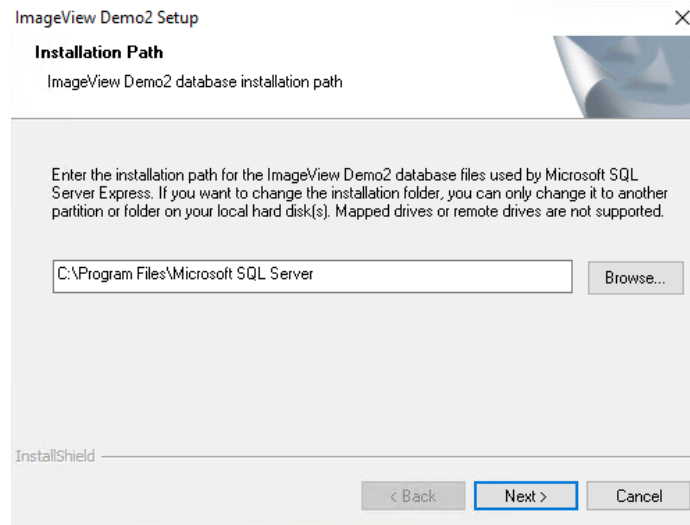 ImageView Demo2 Setup
Installation Path
ImageView Demo2 database installation path
Enter the installation path for the ImageView Demo2 database files used by Microsoft SQL
Server Express. If you want to change the installation folder, you can only change it to another
partition or folder on your local hard disk(s). Mapped drives or remote drives are not supported.
C:\Program Files\Microsoft SQL Server
Browse...
InstallShield
< Back
Next >
Cancel